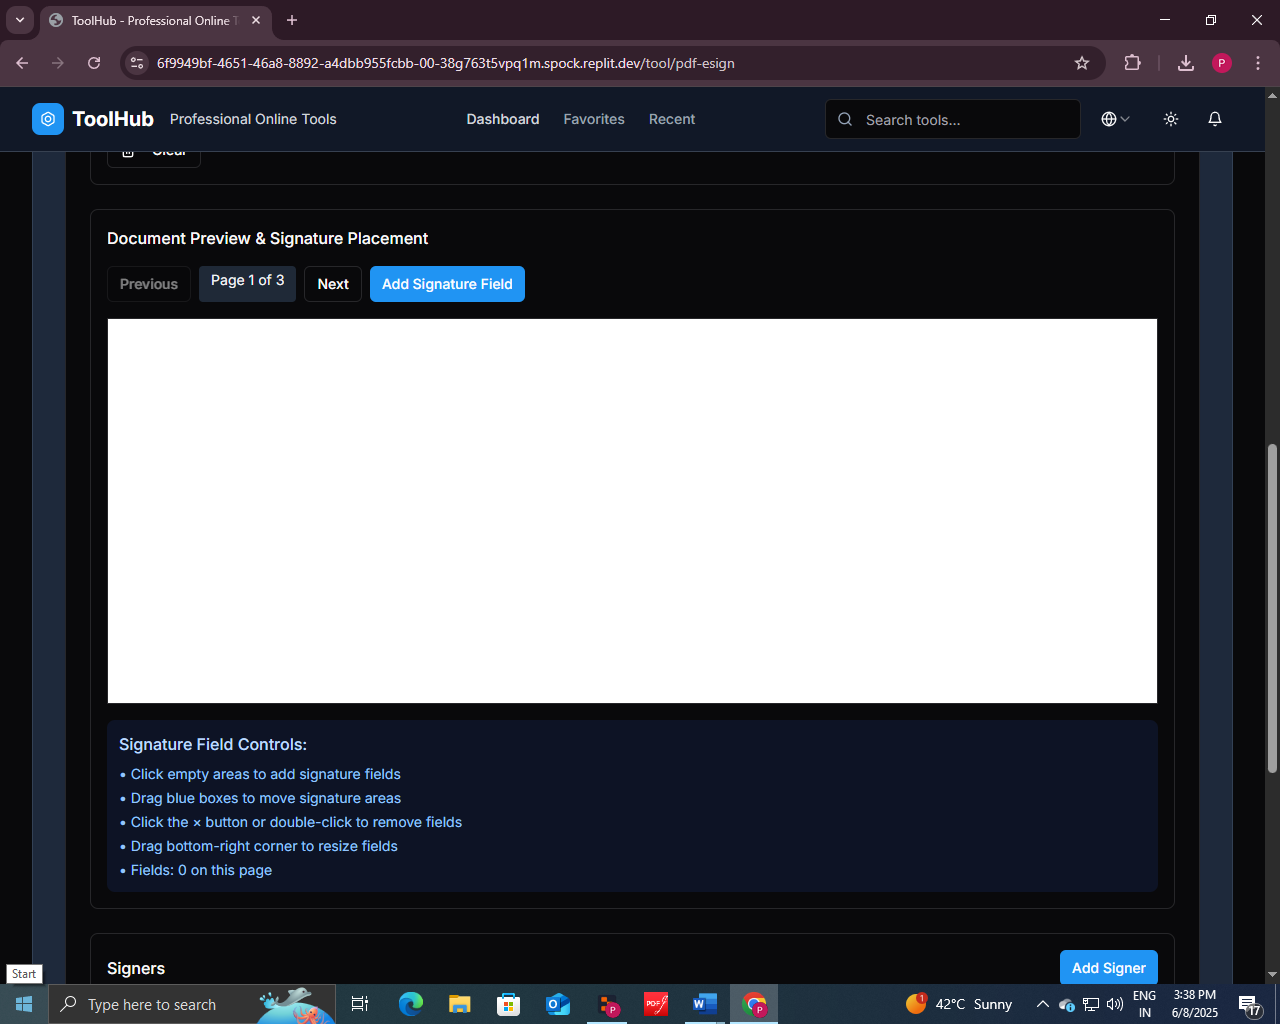 ToolHub - Professional Online T
6f9949bf-4651-46a8-8892-a4dbb955fcbb-00-38g763t5vpq1m.spock.replit.dev/tool/pdf-esign
P
ToolHub
Professional Online Tools
Dashboard
Favorites
Recent
Search tools...
Clear
Document Preview & Signature Placement
Previous
Page 1 of 3
Next
Add Signature Field
Signature Field Controls:
• Click empty areas to add signature fields
• Drag blue boxes to move signature areas
• Click the × button or double-click to remove fields
• Drag bottom-right corner to resize fields
• Fields: 0 on this page
Signers
Add Signer
Start
Type here to search
P
PDF
W
P
1
42°C Sunny
ENG
IN
3:38 PM
6/8/2025
17